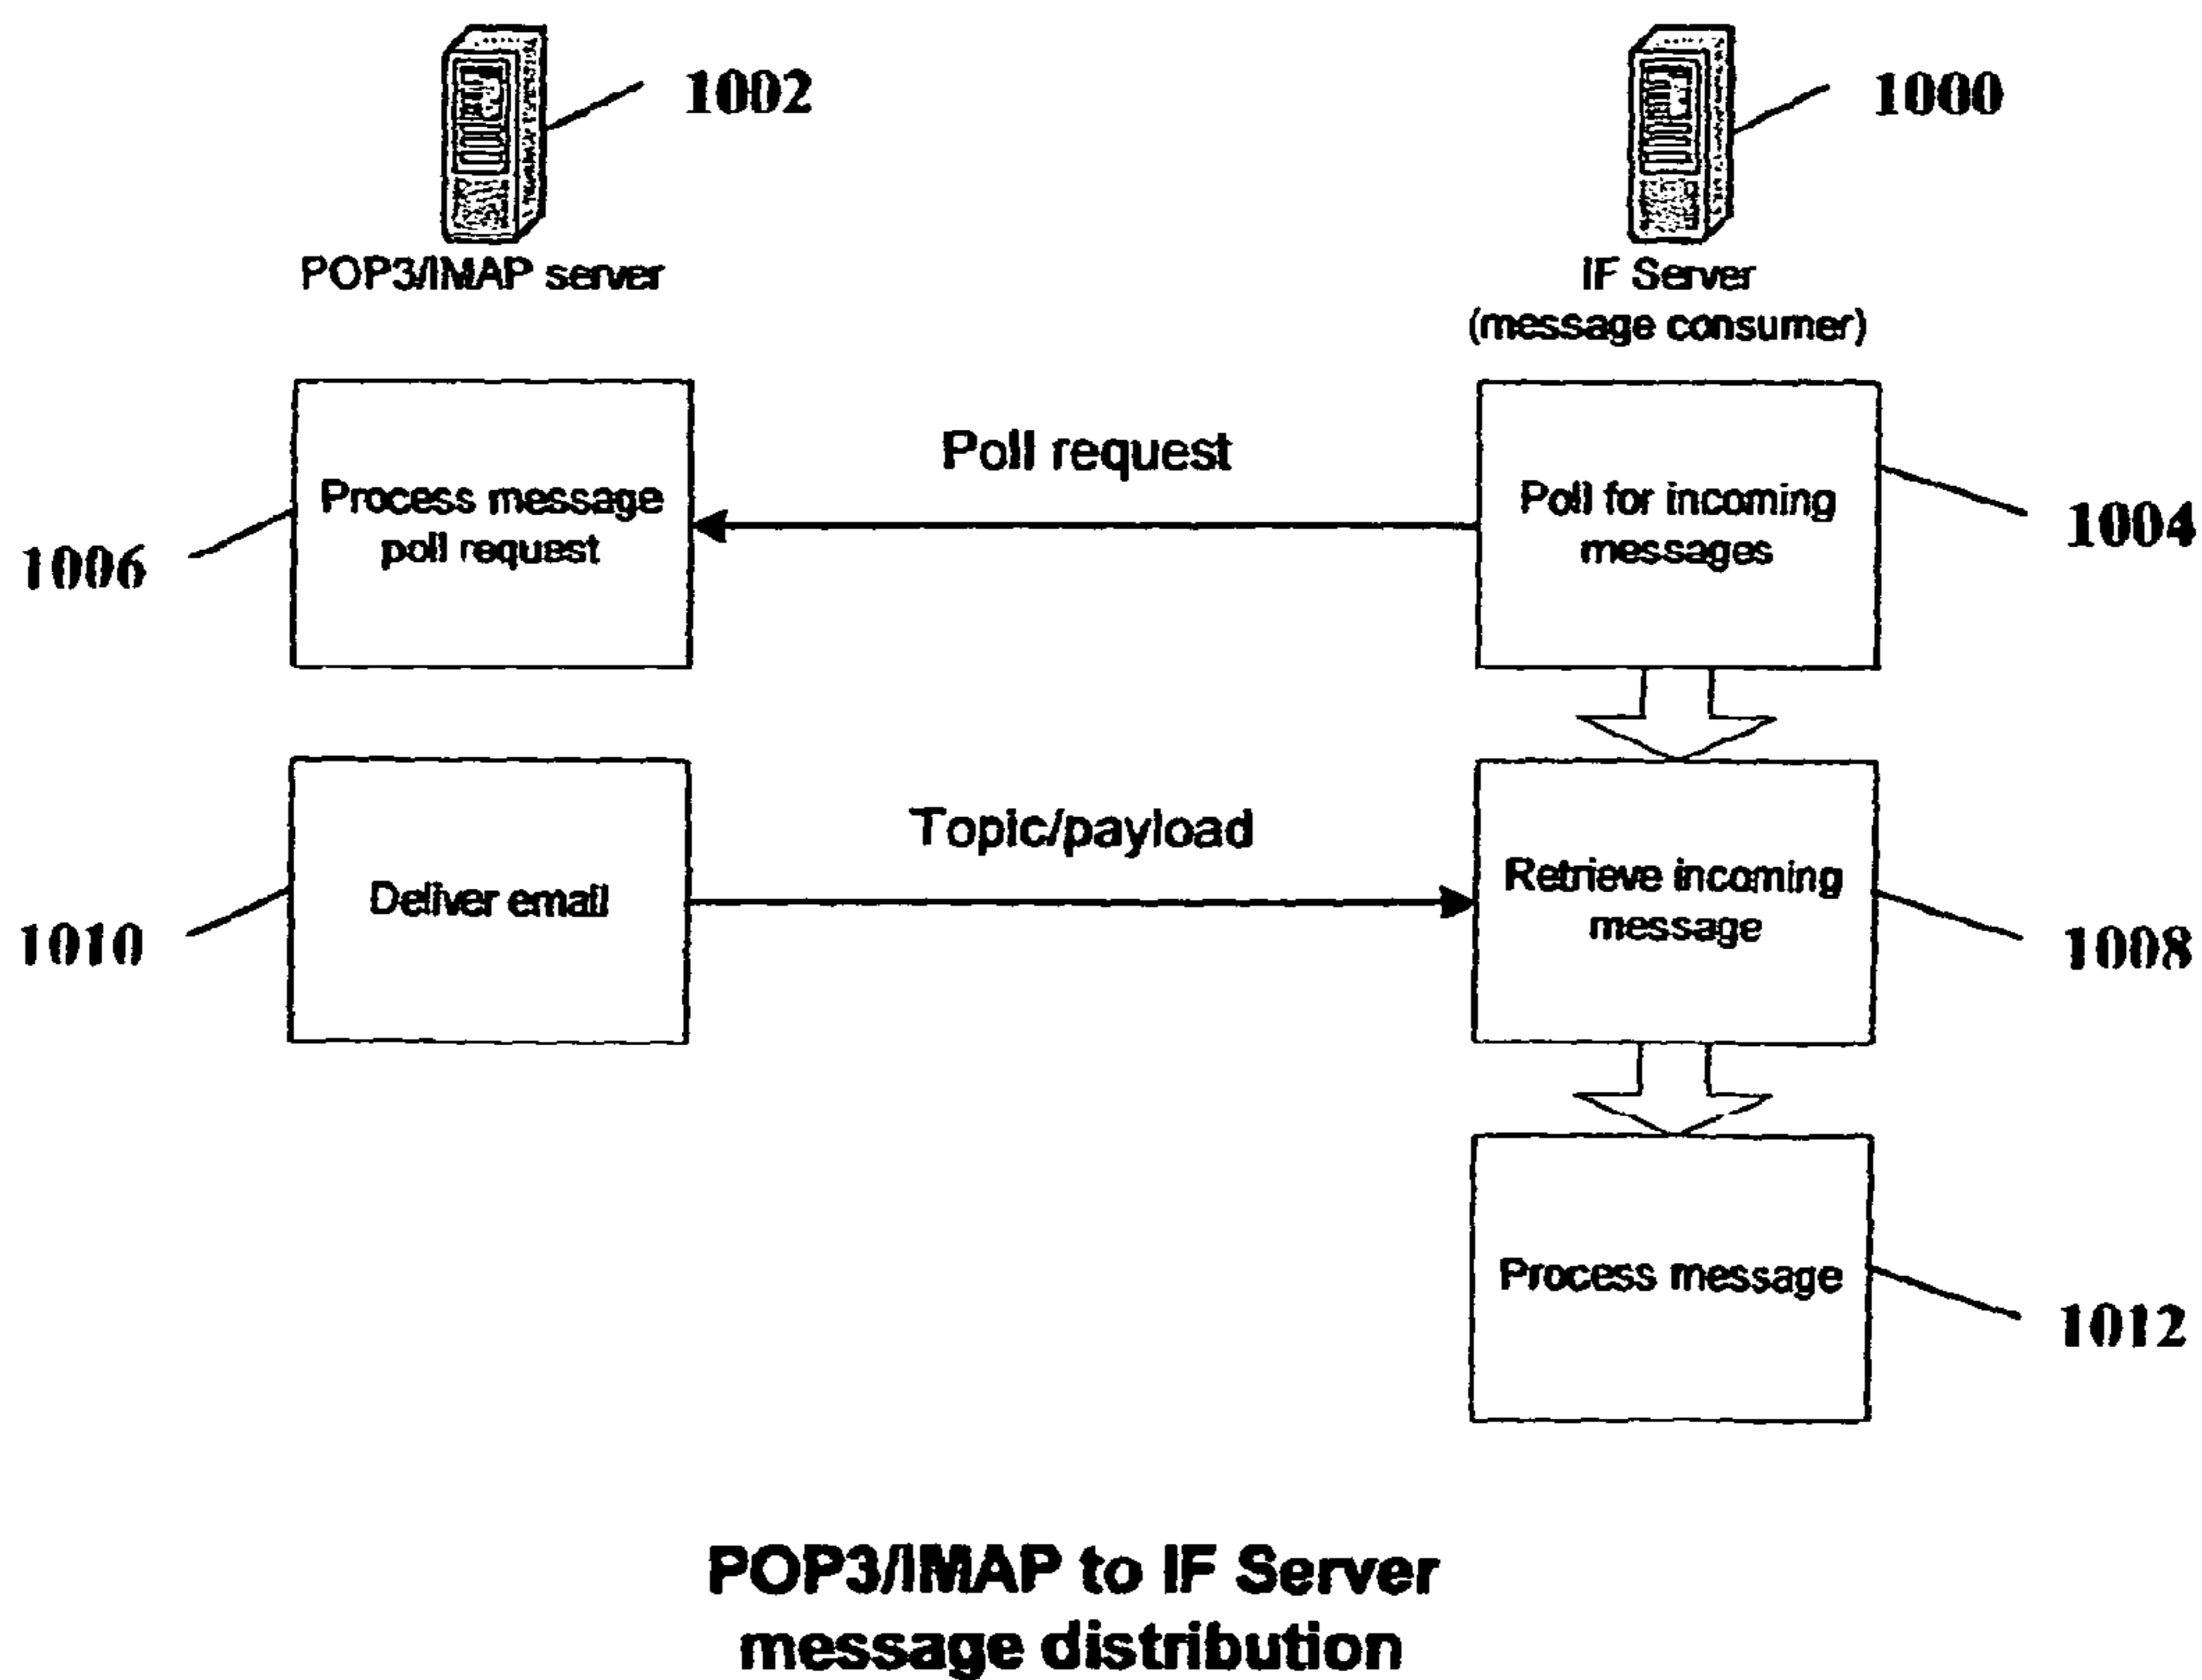 1002
1000
POP3/IMAP server
IF Server
(message consumer)
Poll request
Process message
poll request
Poll for incoming
messages
1006
1004
Topic/payload
Deliver email
Retrieve incoming
message
1010
1008
Process message
1012
POP3/IMAP to IF Server
message distribution